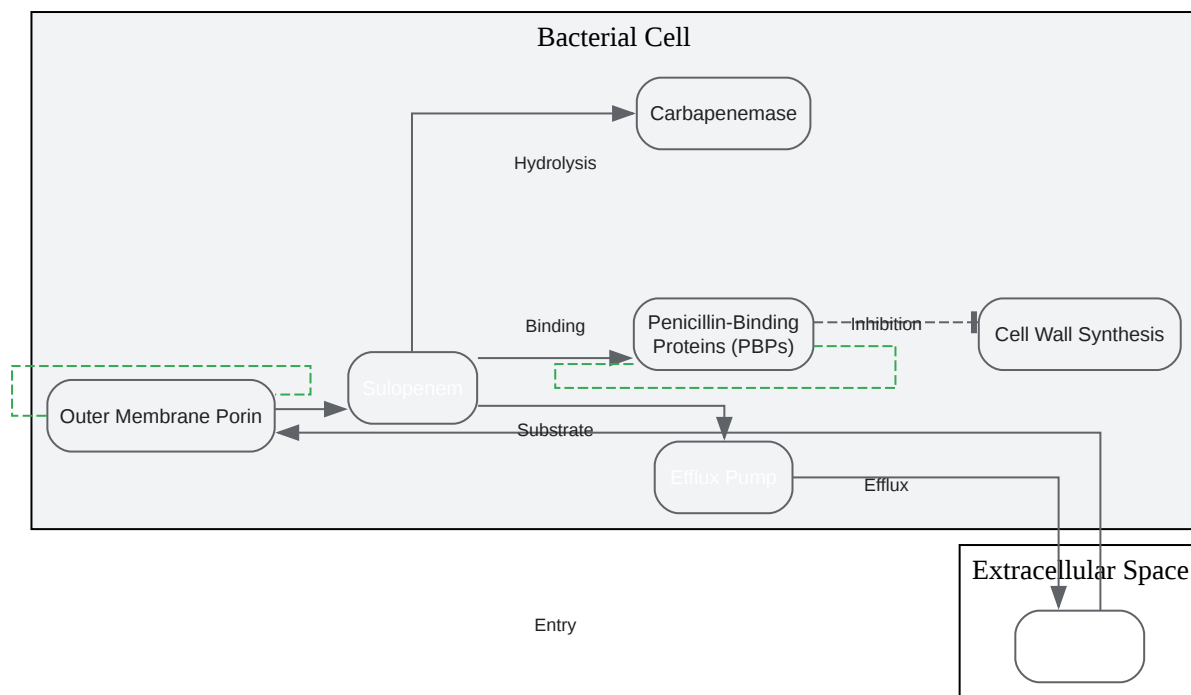 Bacterial Cell
Carbapenemase
Hydrolysis
Penicillin-Binding
Proteins (PBPs)
Binding
Inhibition
Cell Wall Synthesis
Sulopenem
Outer Membrane Porin
Substrate
Efflux Pump
Efflux
Extracellular Space
Entry